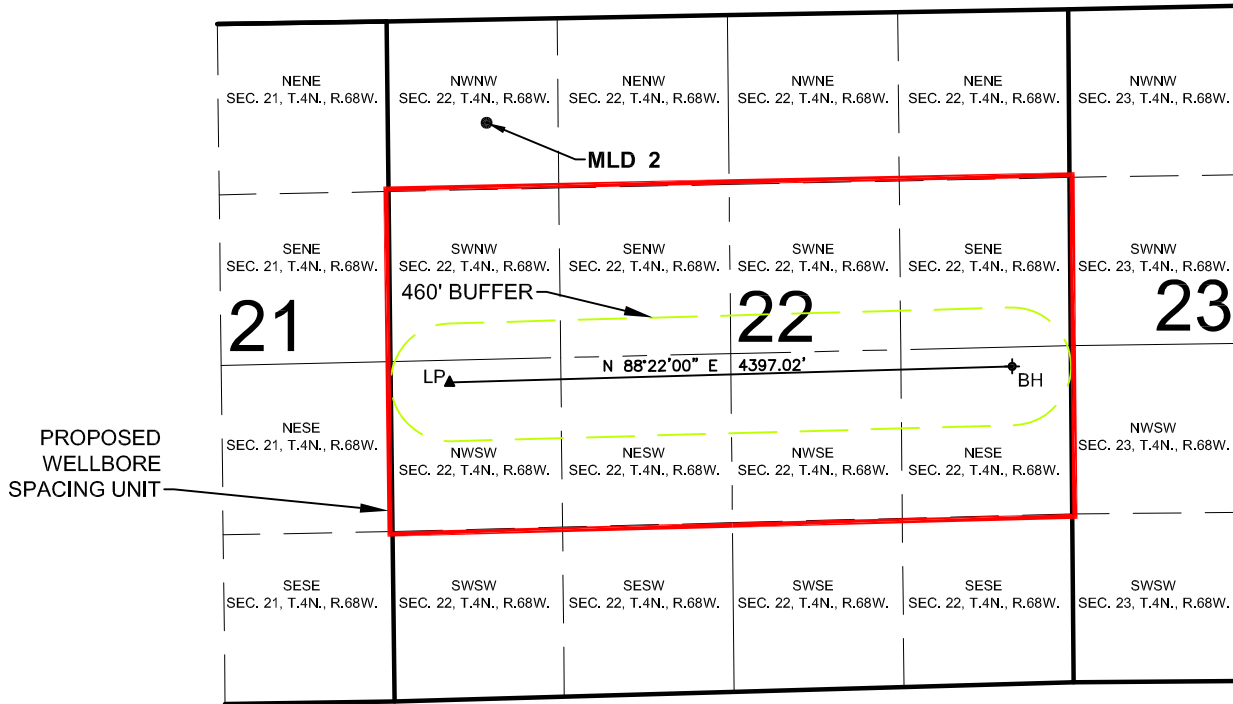 NENE
SEC. 21, T.4N., R.68W.
NWNW
SEC. 22, T.4N., R.68W.
NENW
SEC. 22, T.4N., R.68W.
NWNE
SEC. 22, T.4N., R.68W.
NENE
SEC. 22, T.4N., R.68W.
NWNW
SEC. 23, T.4N., R.68W.
MLD 2
SENE
SEC. 21, T.4N., R.68W.
SWNW
SEC. 22, T.4N., R.68W.
SENW
SEC. 22, T.4N., R.68W.
SWNE
SEC. 22, T.4N., R.68W.
SENE
SEC. 22, T.4N., R.68W.
SWNW
SEC. 23, T.4N., R.68W.
460' BUFFER
21
22
23
LP
N 88°22'00" E 4397.02'
BH
NESE
SEC. 21, T.4N., R.68W.
NWSW
SEC. 22, T.4N., R.68W.
NESW
SEC. 22, T.4N., R.68W.
NWSE
SEC. 22, T.4N., R.68W.
NESE
SEC. 22, T.4N., R.68W.
NWSW
SEC. 23, T.4N., R.68W.
PROPOSED
WELLBORE
SPACING UNIT
SESE
SEC. 21, T.4N., R.68W.
SWSW
SEC. 22, T.4N., R.68W.
SESW
SEC. 22, T.4N., R.68W.
SWSE
SEC. 22, T.4N., R.68W.
SESE
SEC. 22, T.4N., R.68W.
SWSW
SEC. 23, T.4N., R.68W.